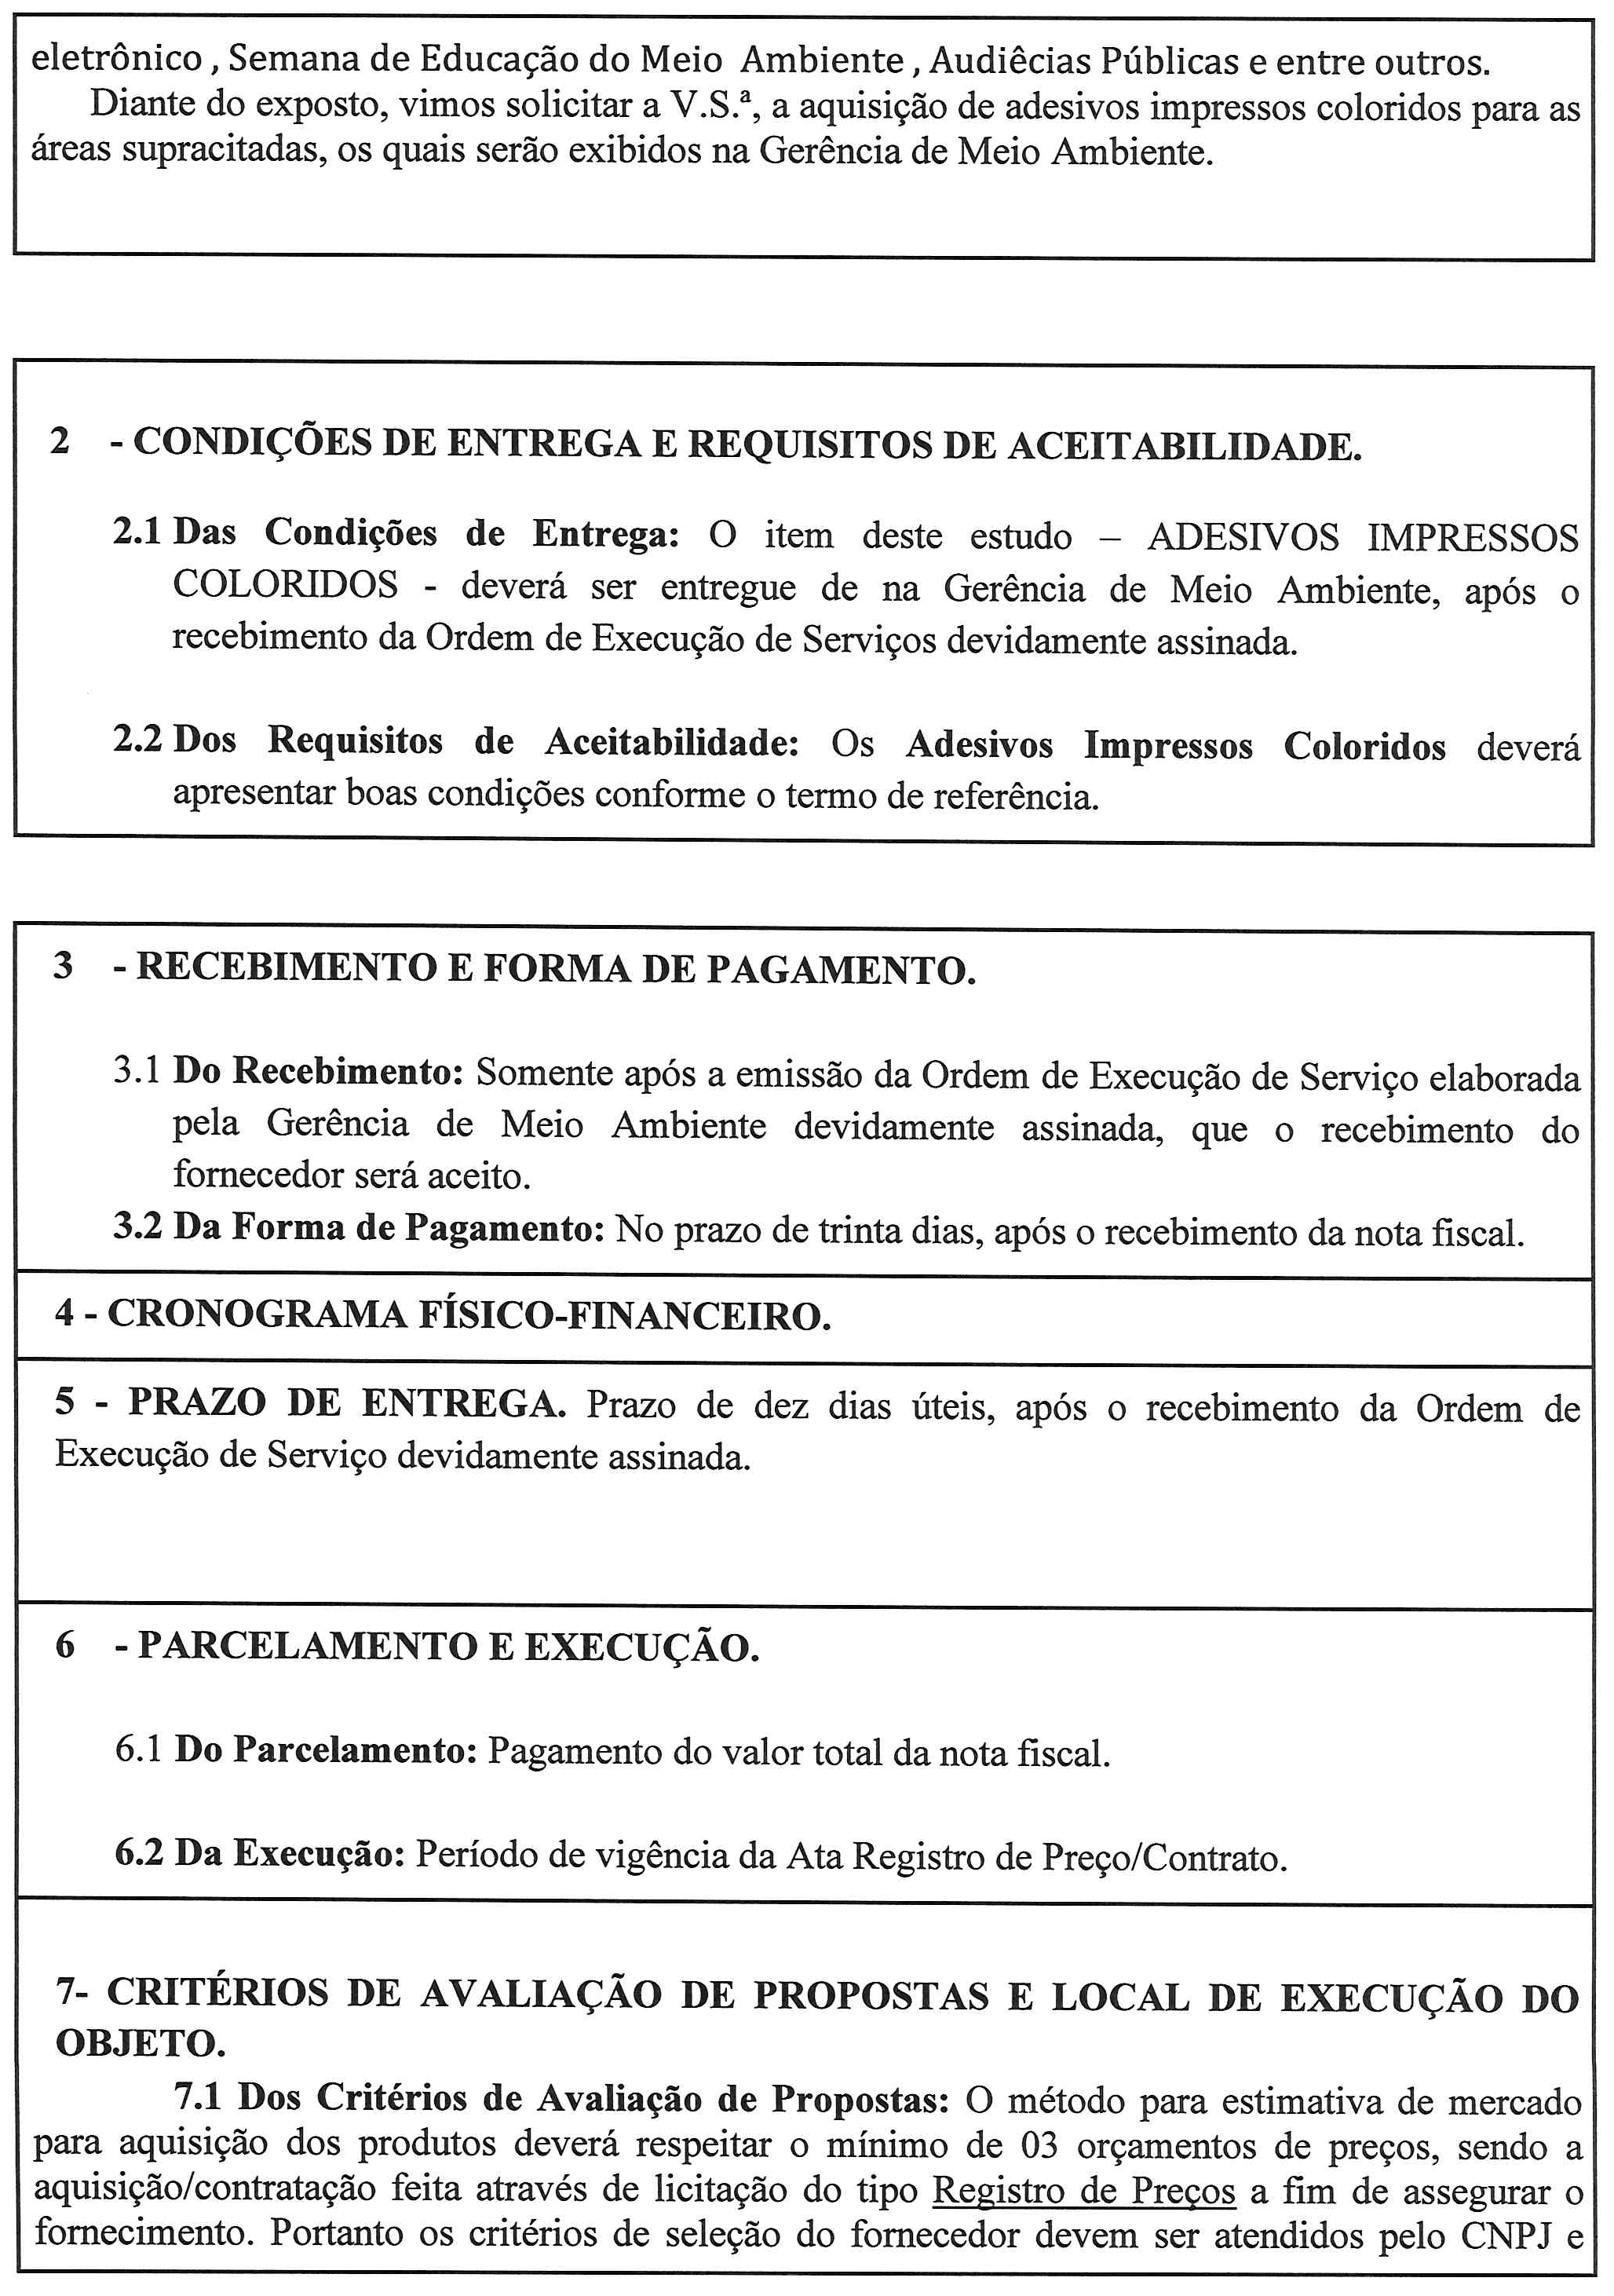 eletrônico , Semana de Educação do Meio Ambiente , Audiêcias Públicas e entre outros.
Diante do exposto, vimos solicitar a V.S.ª, a aquisição de adesivos impressos coloridos para as
áreas supracitadas, os quais serão exibidos na Gerência de Meio Ambiente.
2 - CONDIÇÕES DE ENTREGA E REQUISITOS DE ACEITABILIDADE.
2.1 Das Condições de Entrega: O item deste estudo – ADESIVOS IMPRESSOS
COLORIDOS - deverá ser entregue de na Gerência de Meio Ambiente, após o
recebimento da Ordem de Execução de Serviços devidamente assinada.
2.2 Dos Requisitos de Aceitabilidade: Os Adesivos Impressos Coloridos deverá
apresentar boas condições conforme o termo de referência.
3 - RECEBIMENTO E FORMA DE PAGAMENTO.
3.1 Do Recebimento: Somente após a emissão da Ordem de Execução de Serviço elaborada
pela Gerência de Meio Ambiente devidamente assinada, que o recebimento do
fornecedor será aceito.
3.2 Da Forma de Pagamento: No prazo de trinta dias, após o recebimento da nota fiscal.
4 - CRONOGRAMA FÍSICO-FINANCEIRO.
5 - PRAZO DE ENTREGA. Prazo de dez dias úteis, após o recebimento da Ordem de
Execução de Serviço devidamente assinada.
6 - PARCELAMENTO E EXECUÇÃO.
6.1 Do Parcelamento: Pagamento do valor total da nota fiscal.
6.2 Da Execução: Período de vigência da Ata Registro de Preço/Contrato.
7- CRITÉRIOS DE AVALIAÇÃO DE PROPOSTAS E LOCAL DE EXECUÇÃO DO
OBJETO.
7.1 Dos Critérios de Avaliação de Propostas: O método para estimativa de mercado
para aquisição dos produtos deverá respeitar o mínimo de 03 orçamentos de preços, sendo a
aquisição/contratação feita através de licitação do tipo Registro de Preços a fim de assegurar o
fornecimento. Portanto os critérios de seleção do fornecedor devem ser atendidos pelo CNPJ e